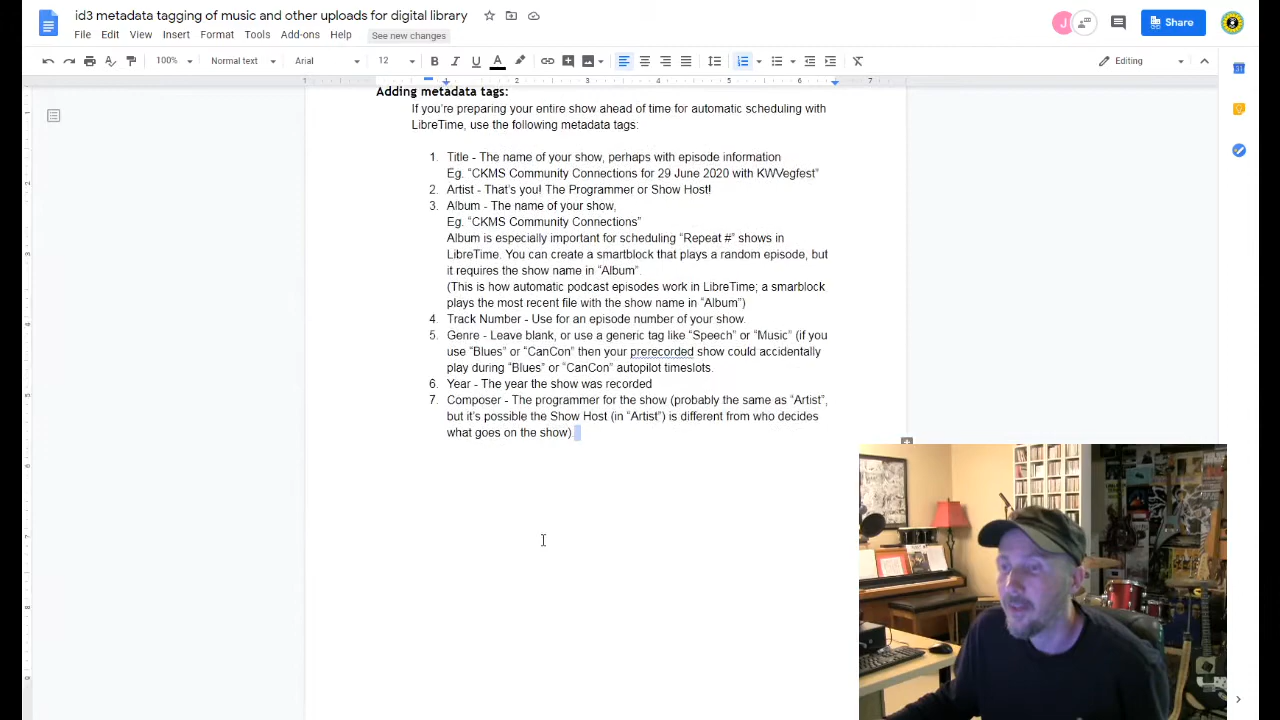 id3 metadata tagging of music and other uploads for digital library
File Edit View Insert Format Tools Add-ons Help See new changes
J
Share
100% Normal text Arial 12 Editing
1 2 3 4 5 6 7
Adding metadata tags:
If you're preparing your entire show ahead of time for automatic scheduling with
LibreTime, use the following metadata tags:
1. Title - The name of your show, perhaps with episode information
Eg. “CKMS Community Connections for 29 June 2020 with KWVegfest”
2. Artist - That's you! The Programmer or Show Host!
3. Album - The name of your show,
Eg. “CKMS Community Connections”
Album is especially important for scheduling “Repeat #” shows in
LibreTime. You can create a smartblock that plays a random episode, but
it requires the show name in “Album”.
(This is how automatic podcast episodes work in LibreTime; a smarblock
plays the most recent file with the show name in “Album”)
4. Track Number - Use for an episode number of your show.
5. Genre - Leave blank, or use a generic tag like “Speech” or “Music” (if you
use “Blues” or “CanCon” then your prerecorded show could accidentally
play during “Blues” or “CanCon” autopilot timeslots.
6. Year - The year the show was recorded
7. Composer - The programmer for the show (probably the same as “Artist”,
but it's possible the Show Host (in “Artist”) is different from who decides
what goes on the show).